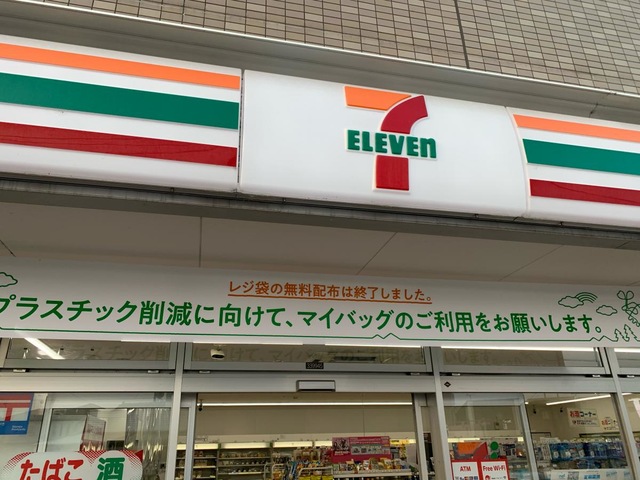 7
ELEVEn
レジ袋の無料配布は終了しました。
プラスチック削減に向けて、マイバッグのご利用をお願いします。
たばこ 酒
ATM
Free Wi-Fi